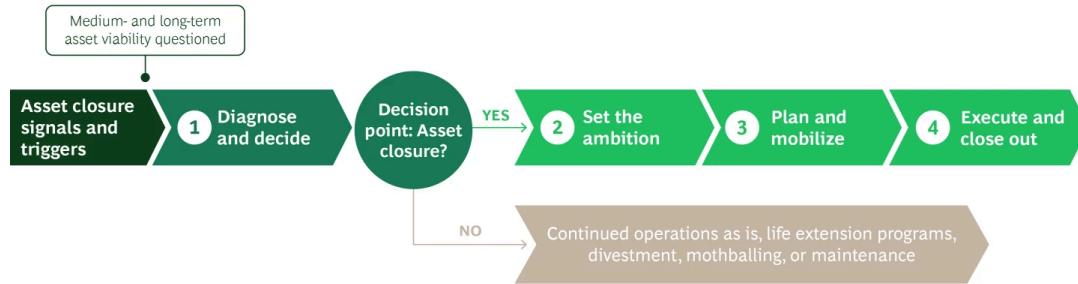 Medium- and long-term
asset viability questioned
Asset closure
signals and
triggers
1
Diagnose
and decide
Decision
point: Asset
closure?
YES
2
Set the
ambition
3
Plan and
mobilize
4
Execute and
close out
NO
Continued operations as is, life extension programs,
divestment, mothballing, or maintenance